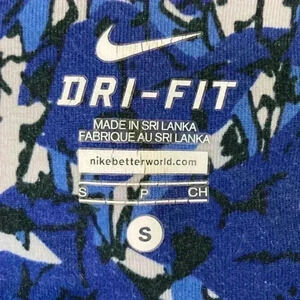 DRI-FIT
MADE IN SRI LANKA
FABRIQUE AU SRI LANKA
nikebetterworld.com
S P CH
S